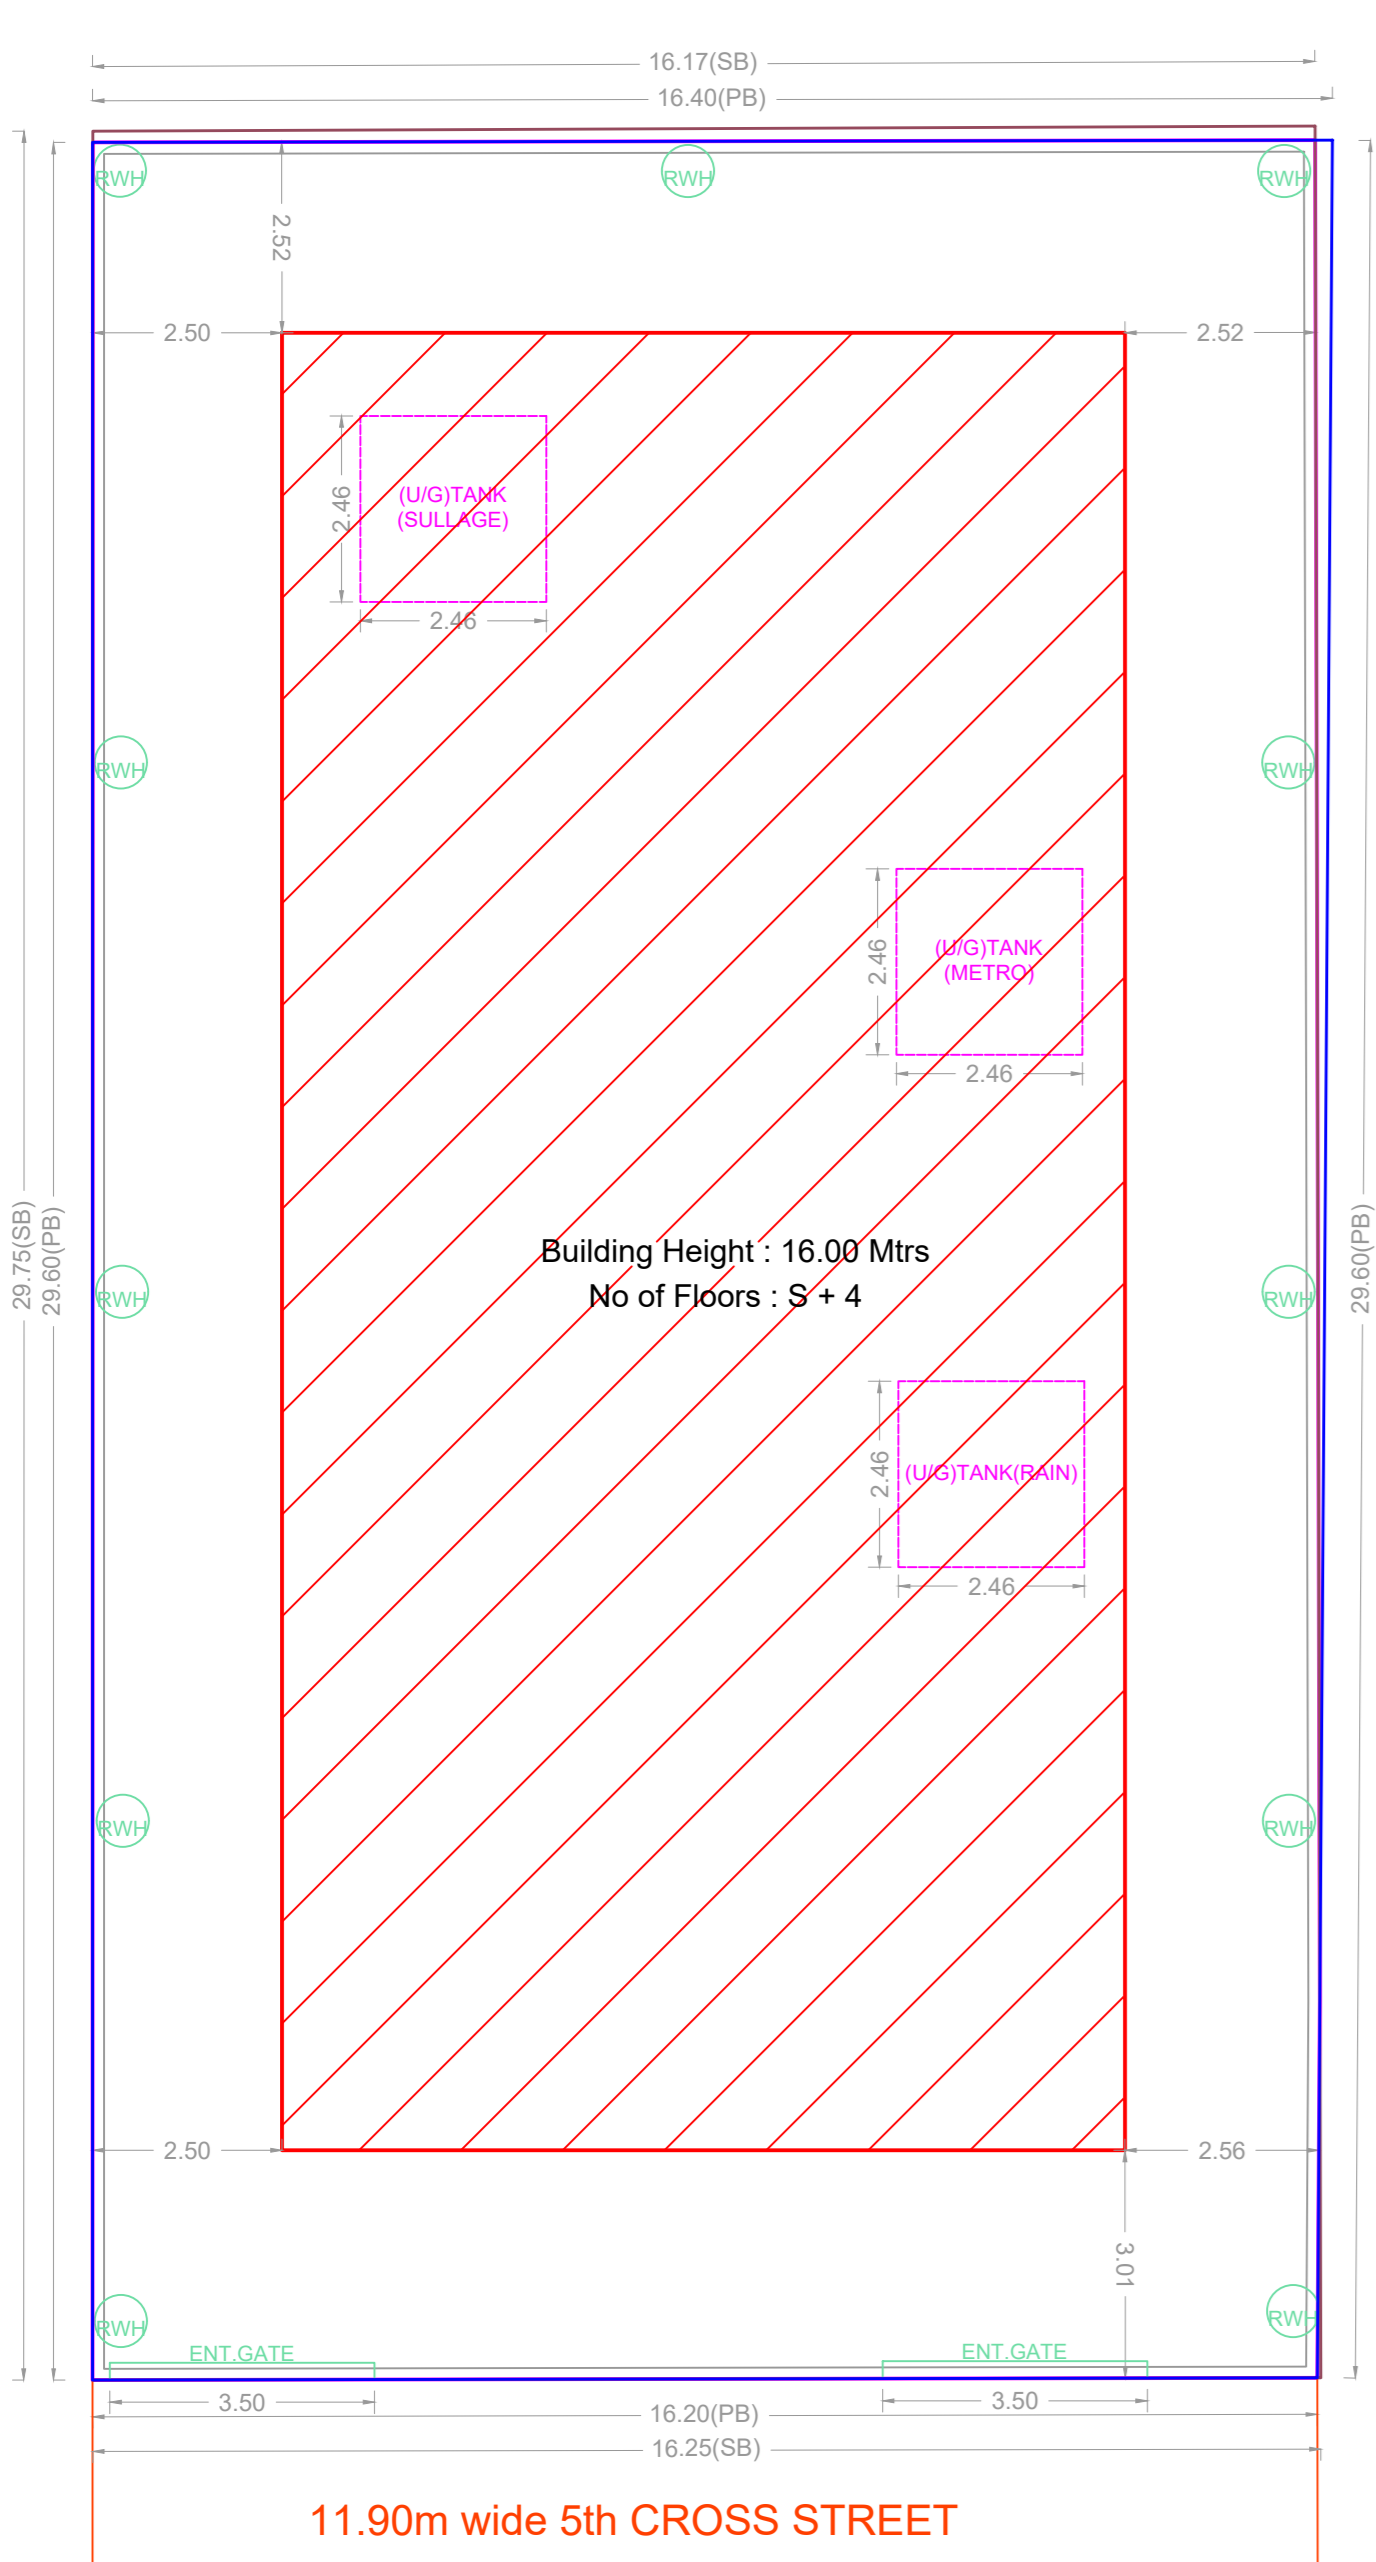 16.17(SB)
16.40(PB)
RWH
RWH
RWH
2.52
2.50
2.52
2.46
(U/G)TANK
(SULLAGE)
2.46
RWH
RWH
2.46
(U/G)TANK
(METRO)
2.46
29.75(SB)
29.60(PB)
29.60(PB)
Building Height : 16.00 Mtrs
No of Floors : S + 4
RWH
RWH
2.46
(U/G)TANK(RAIN)
2.46
RWH
RWH
2.50
2.56
3.01
RWH
RWH
ENT.GATE
ENT.GATE
3.50
3.50
16.20(PB)
16.25(SB)
11.90m wide 5th CROSS STREET